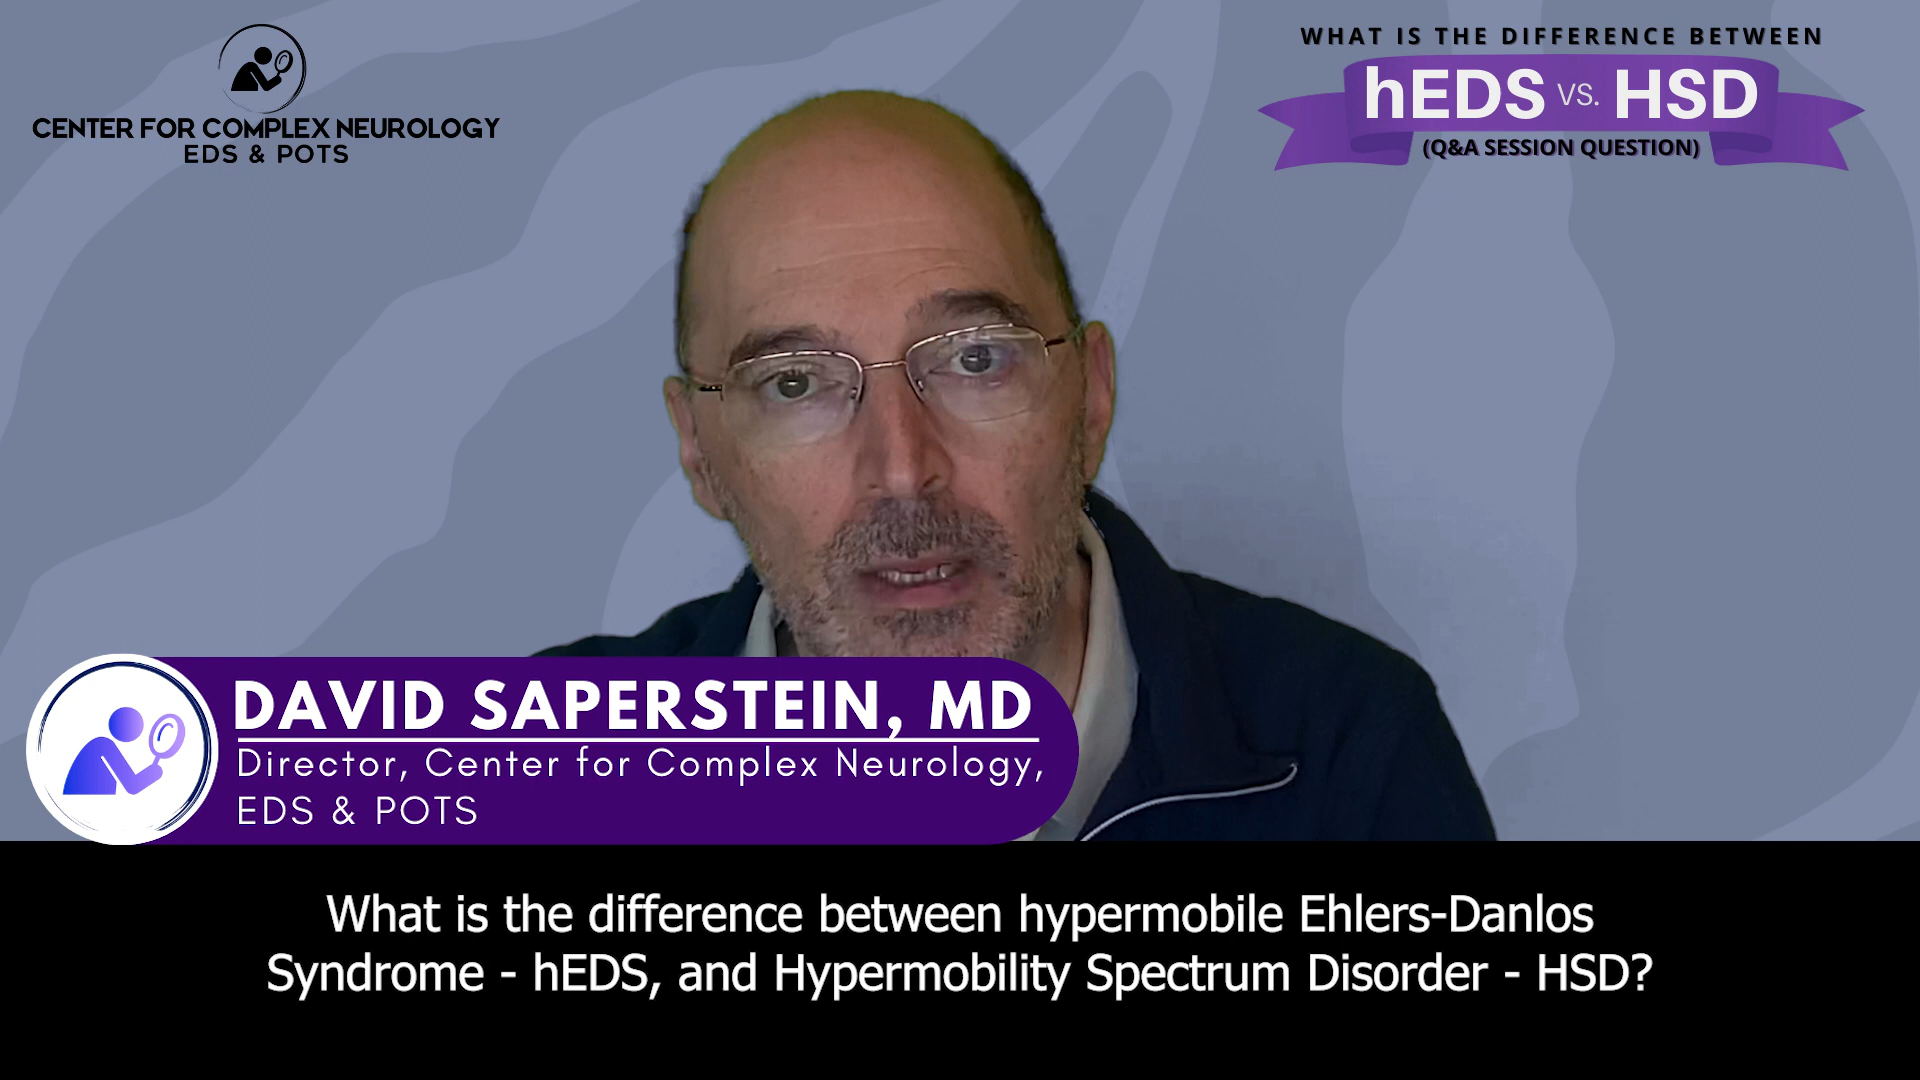 CENTER FOR COMPLEX NEUROLOGY
EDS & POTS
WHAT IS THE DIFFERENCE BETWEEN
hEDS VS. HSD
(Q&A SESSION QUESTION)
DAVID SAPERSTEIN, MD
Director, Center for Complex Neurology,
EDS & POTS
What is the difference between hypermobile Ehlers-Danlos
Syndrome - hEDS, and Hypermobility Spectrum Disorder - HSD?